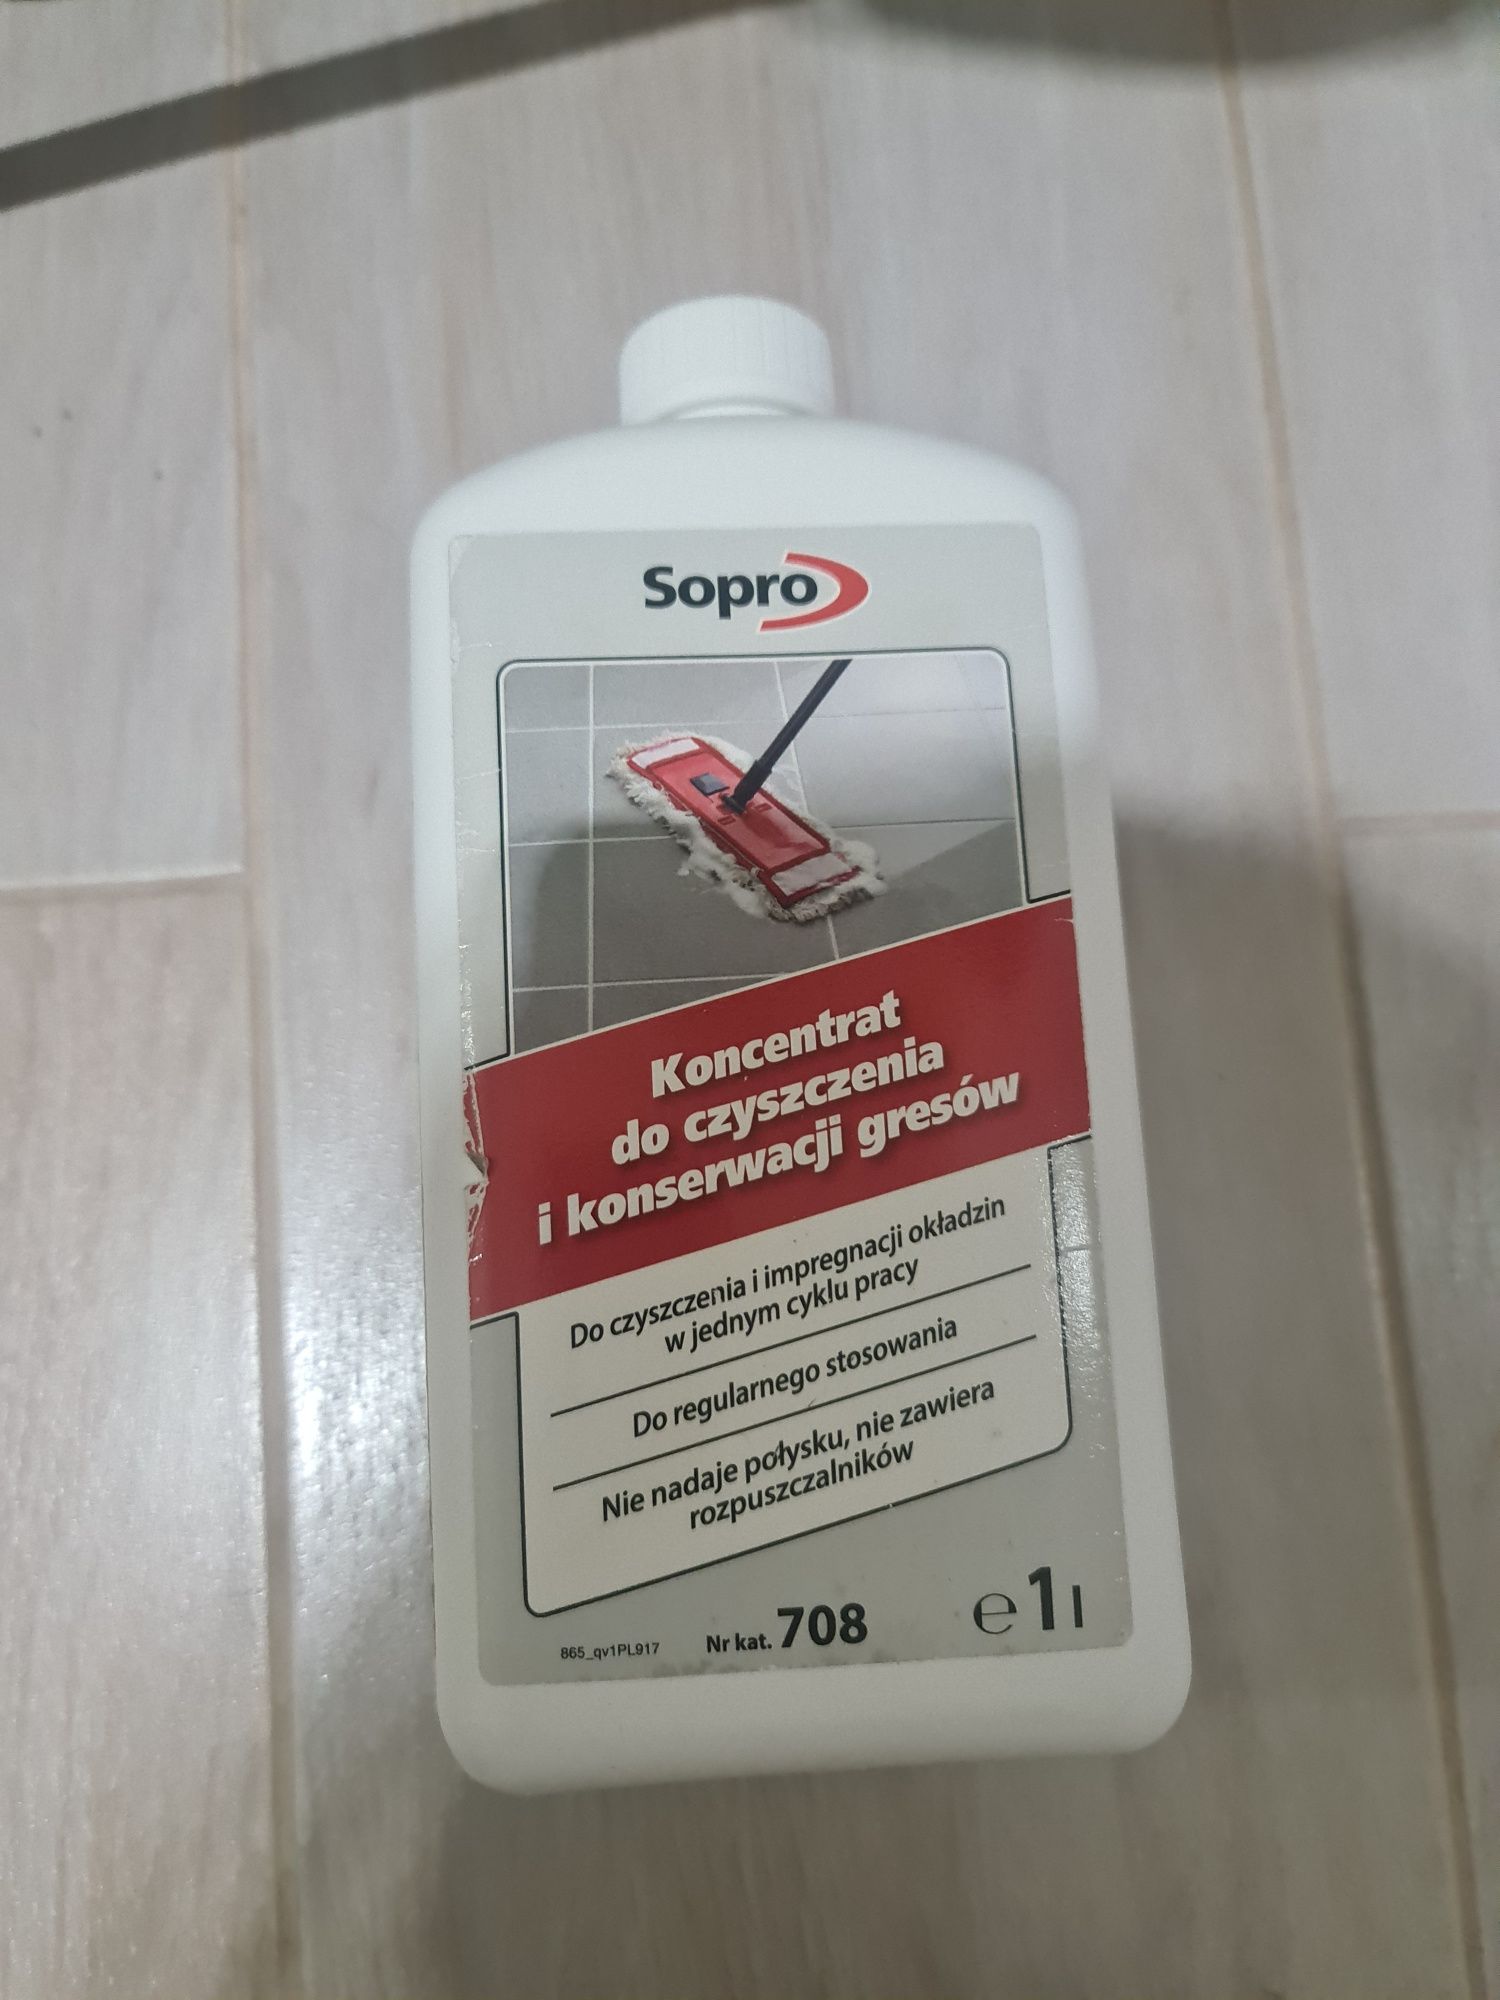 Sopro
Koncentrat
do czyszczenia
i konserwacji gresów
Do czyszczenia i impregnacji okładzin
w jednym cyklu pracy
Do regularnego stosowania
Nie nadaje połysku, nie zawiera
rozpuszczalników
865_qv1PL917 Nr kat. 708 ℮ 1 l